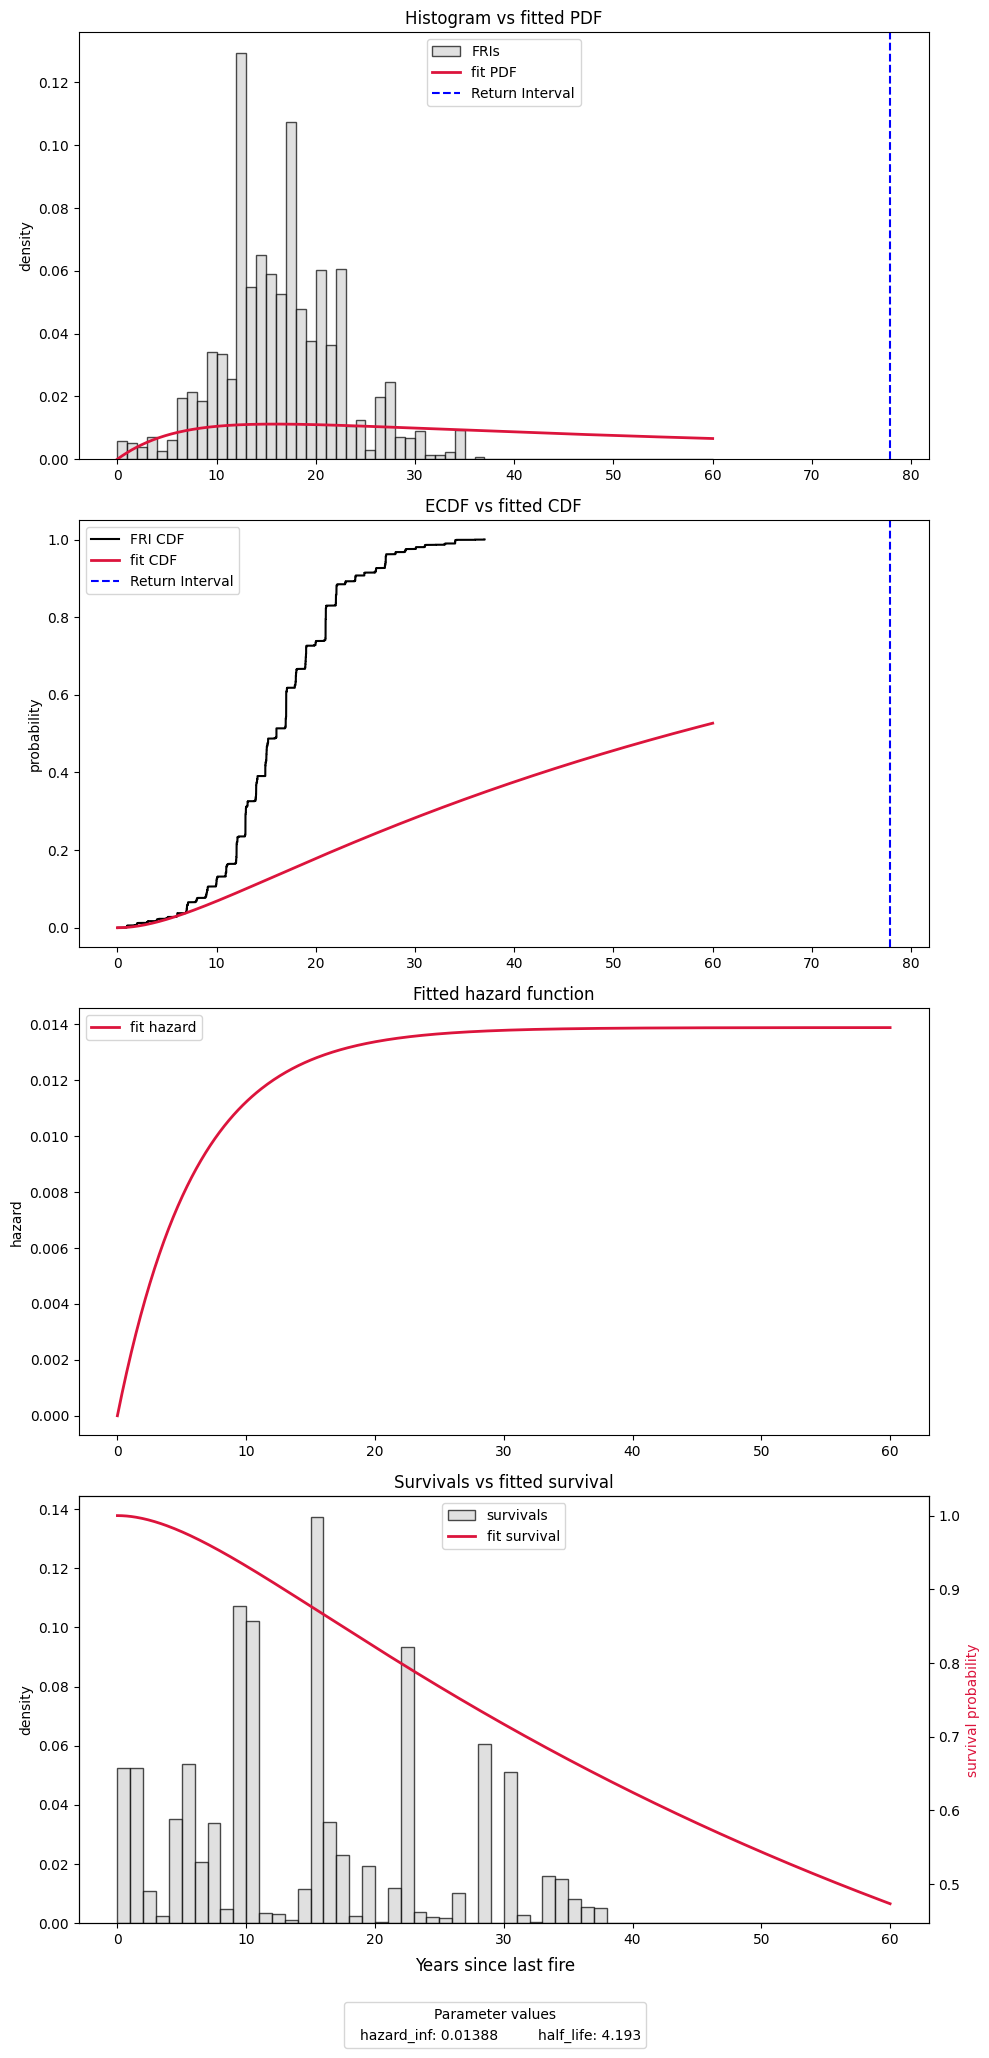 Histogram vs fitted PDF
FRIs
fit PDF
Return Interval
density
0.12
0.10
0.08
0.06
0.04
0.02
0.00
0 10 20 30 40 50 60 70 80
ECDF vs fitted CDF
FRI CDF
fit CDF
Return Interval
probability
1.0
0.8
0.6
0.4
0.2
0.0
0 10 20 30 40 50 60 70 80
Fitted hazard function
fit hazard
hazard
0.014
0.012
0.010
0.008
0.006
0.004
0.002
0.000
0 10 20 30 40 50 60
Survivals vs fitted survival
survivals
fit survival
density
0.14
0.12
0.10
0.08
0.06
0.04
0.02
0.00
1.0
0.9
0.8
0.7
0.6
0.5
survival probability
0 10 20 30 40 50 60
Years since last fire
Parameter values
hazard_inf: 0.01388 half_life: 4.193